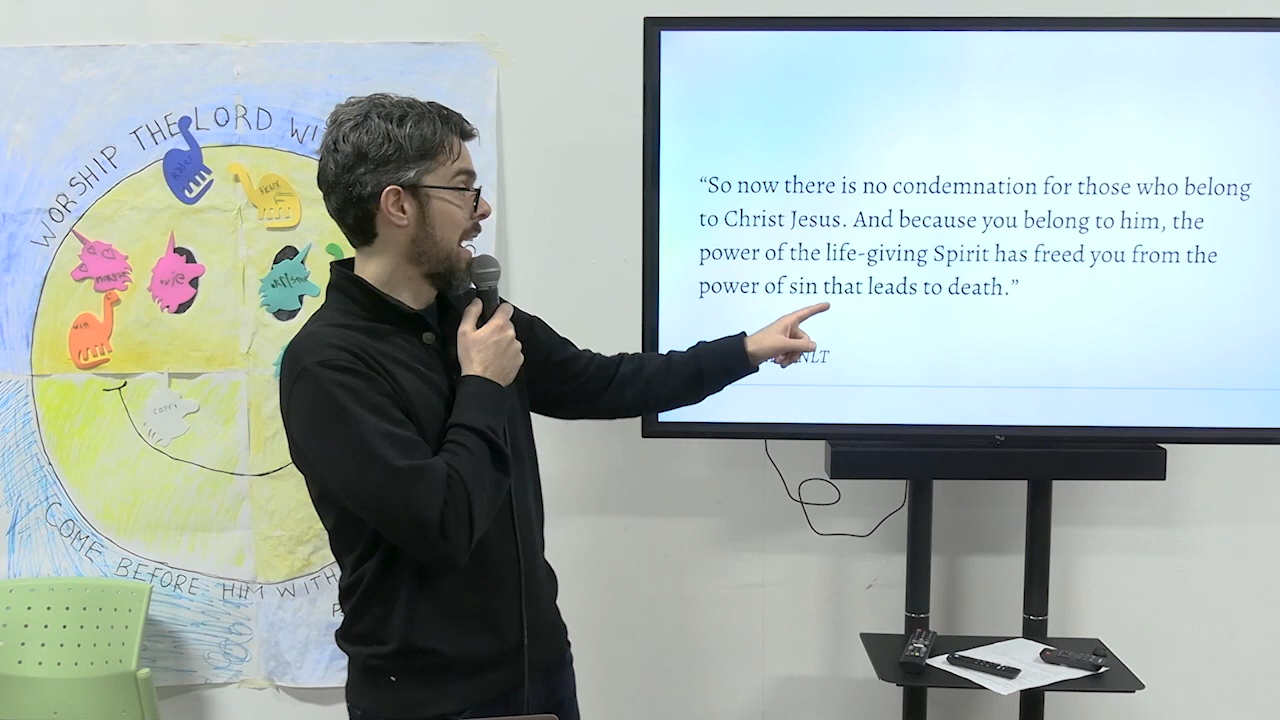 WORSHIP THE LORD WI
COME BEFORE HIM WITH
“So now there is no condemnation for those who belong
to Christ Jesus. And because you belong to him, the
power of the life-giving Spirit has freed you from the
power of sin that leads to death.”
NLT
capri